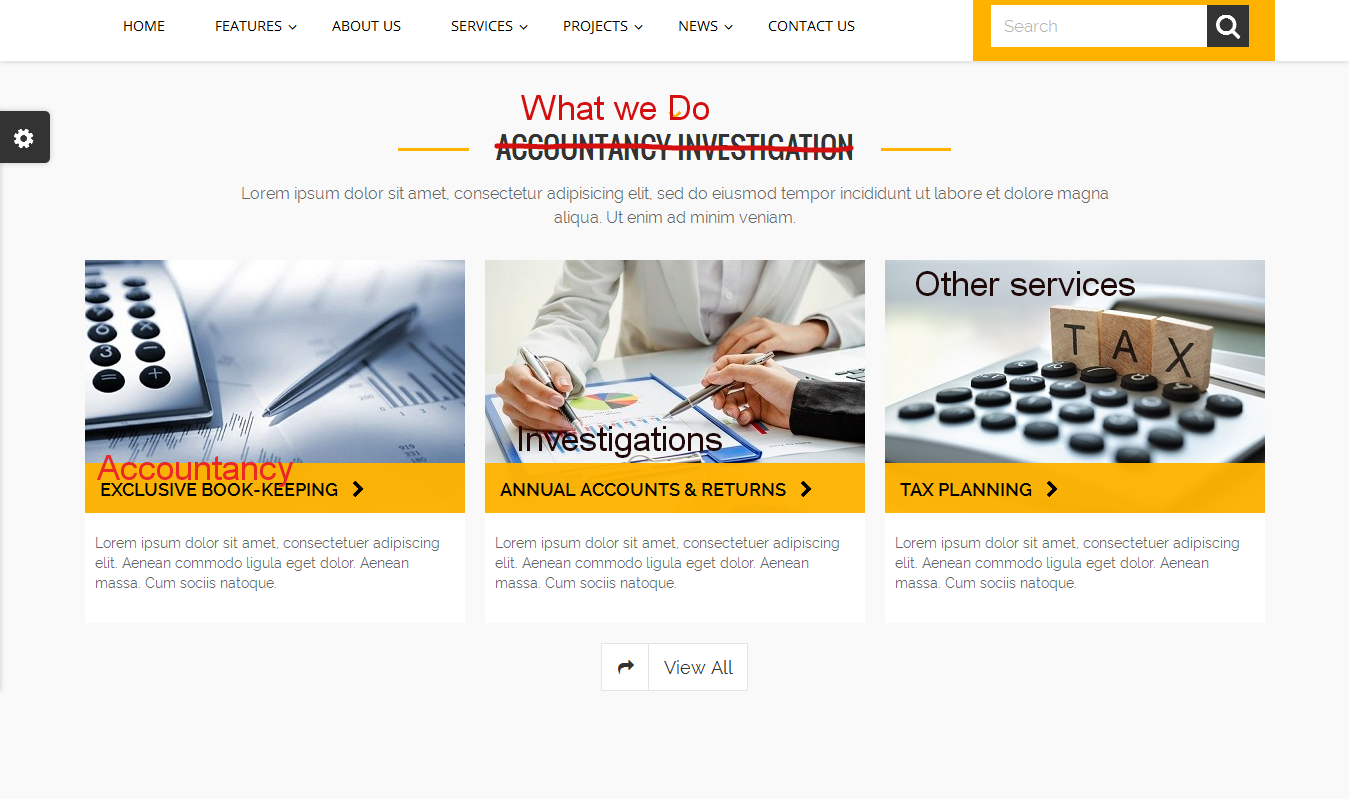 HOME FEATURES ABOUT US SERVICES PROJECTS NEWS CONTACT US Search
What we Do
ACCOUNTANCY INVESTIGATION
Lorem ipsum dolor sit amet, consectetur adipisicing elit, sed do eiusmod tempor incididunt ut labore et dolore magna
aliqua. Ut enim ad minim veniam.
Accountancy
EXCLUSIVE BOOK-KEEPING
Lorem ipsum dolor sit amet, consectetuer adipiscing
elit. Aenean commodo ligula eget dolor. Aenean
massa. Cum sociis natoque.
Investigations
ANNUAL ACCOUNTS & RETURNS
Lorem ipsum dolor sit amet, consectetuer adipiscing
elit. Aenean commodo ligula eget dolor. Aenean
massa. Cum sociis natoque.
Other services
TAX
TAX PLANNING
Lorem ipsum dolor sit amet, consectetuer adipiscing
elit. Aenean commodo ligula eget dolor. Aenean
massa. Cum sociis natoque.
View All